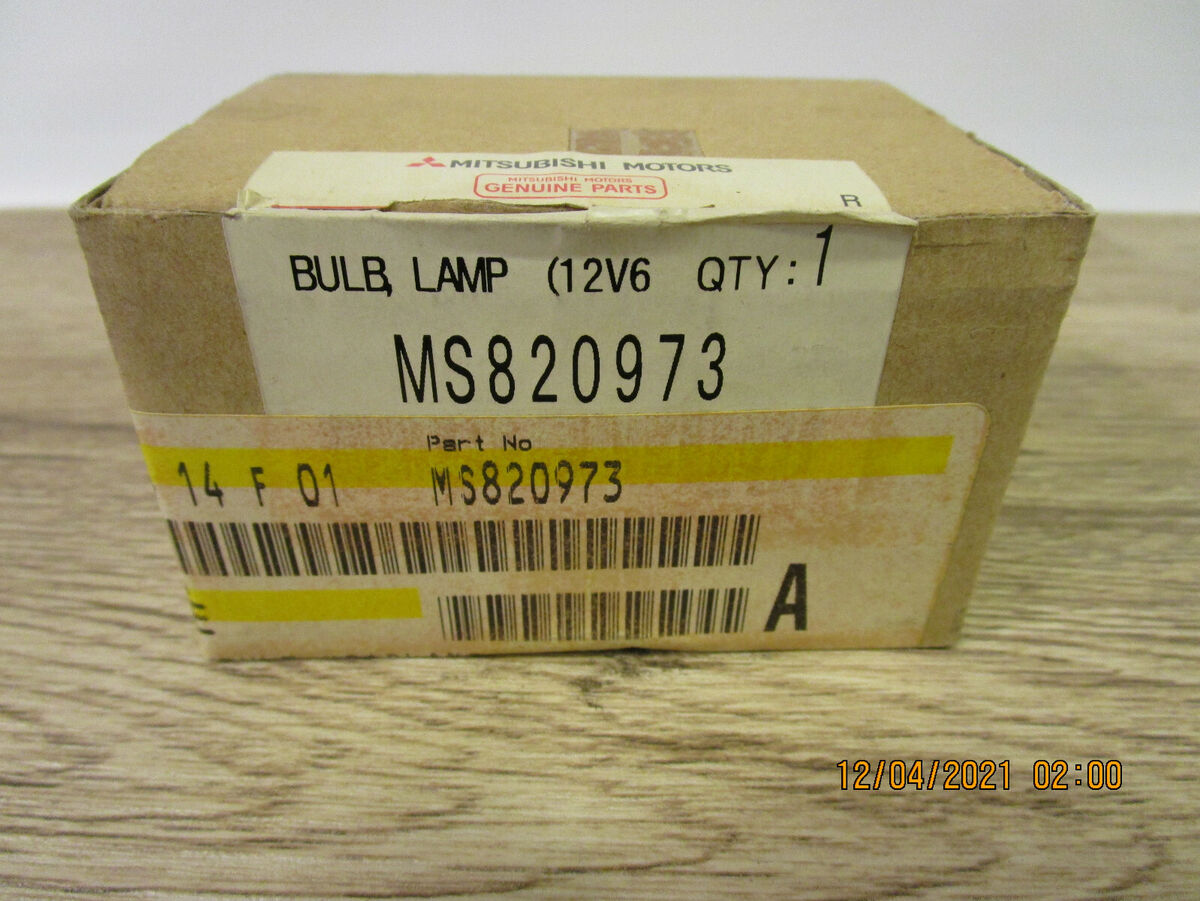 MITSUBISHI MOTORS
MITSUBISHI MOTORS
GENUINE PARTS
R
BULB, LAMP (12V6 QTY: 1
MS820973
Part No
14 F 01 MS820973
A
12/04/2021 02:00